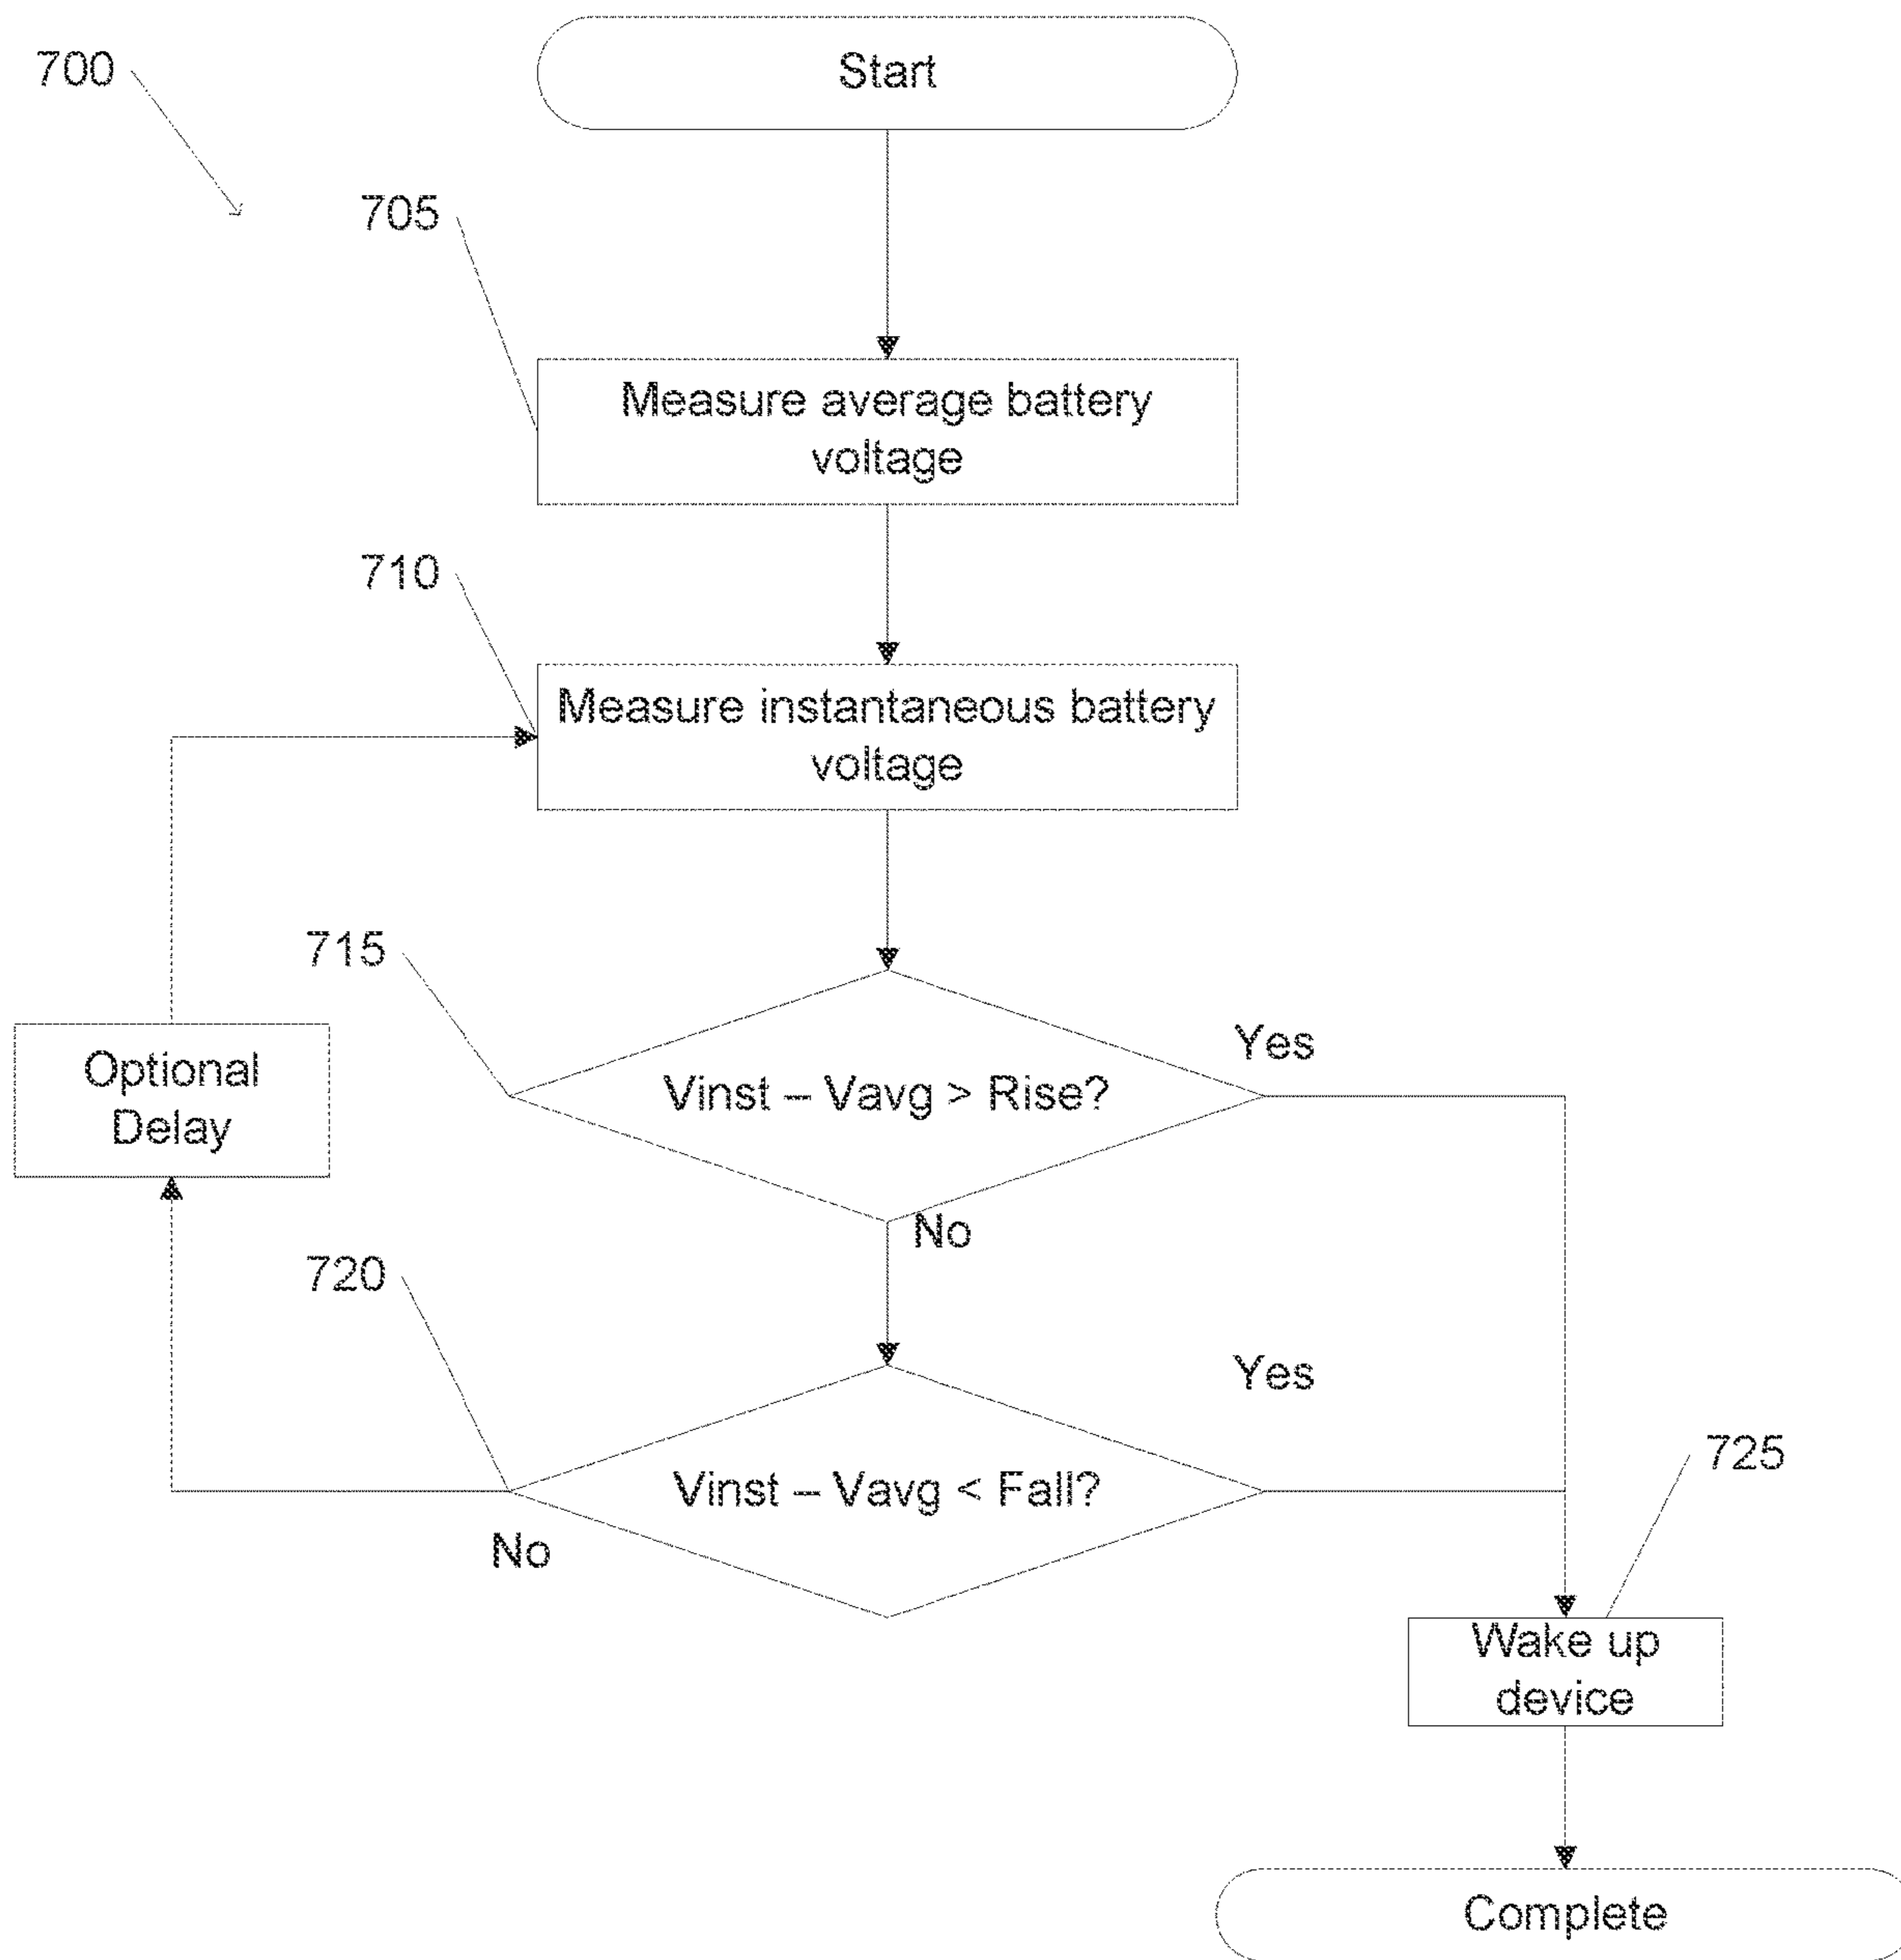 700
Start
705
Measure average battery
voltage
710
Measure instantaneous battery
voltage
715
Yes
Optional
Delay
Vinst – Vavg > Rise?
No
720
Yes
725
Vinst – Vavg < Fall?
No
Wake up
device
Complete